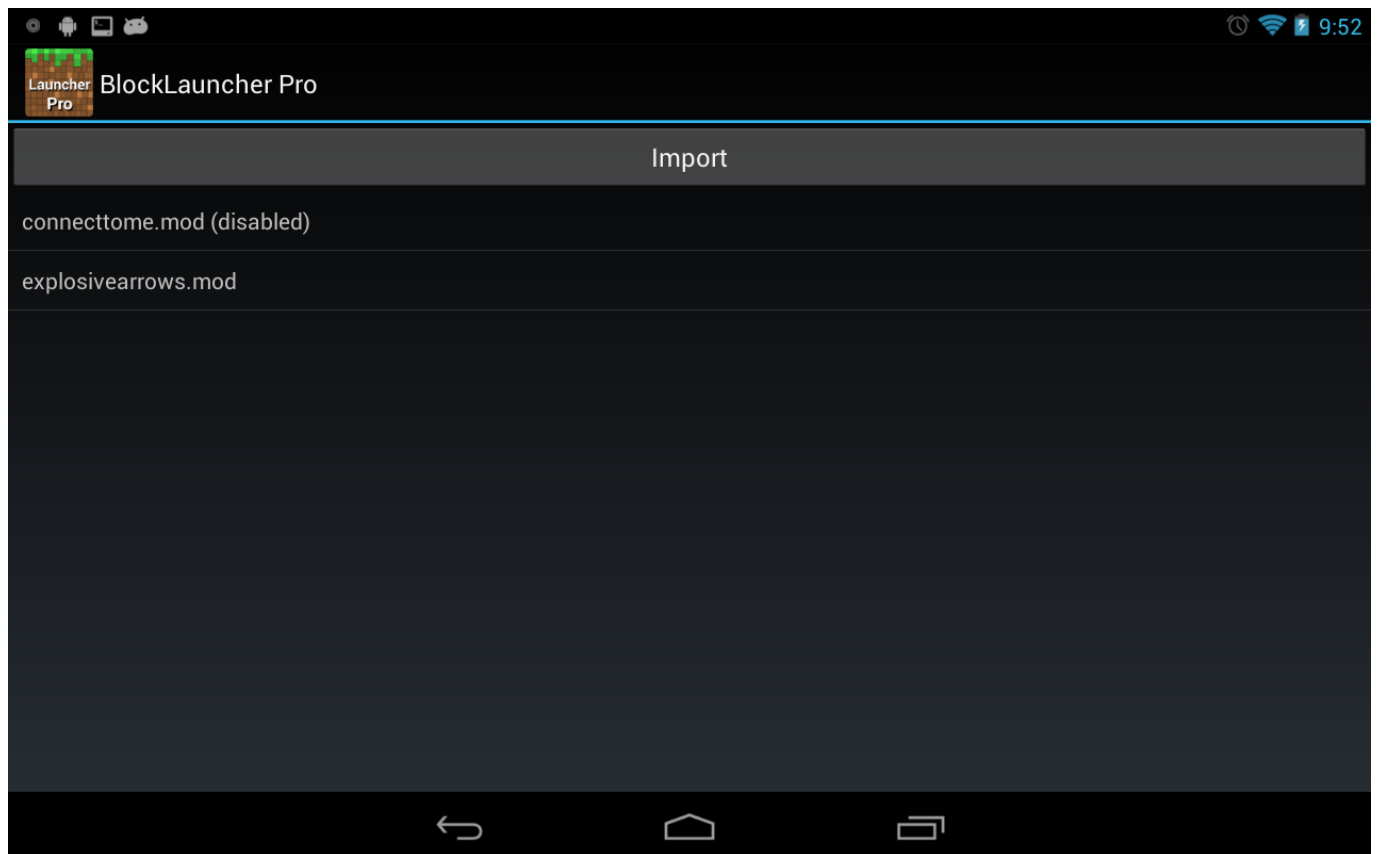 9:52
Launcher
Pro
BlockLauncher Pro
Import
connecttome.mod (disabled)
explosivearrows.mod